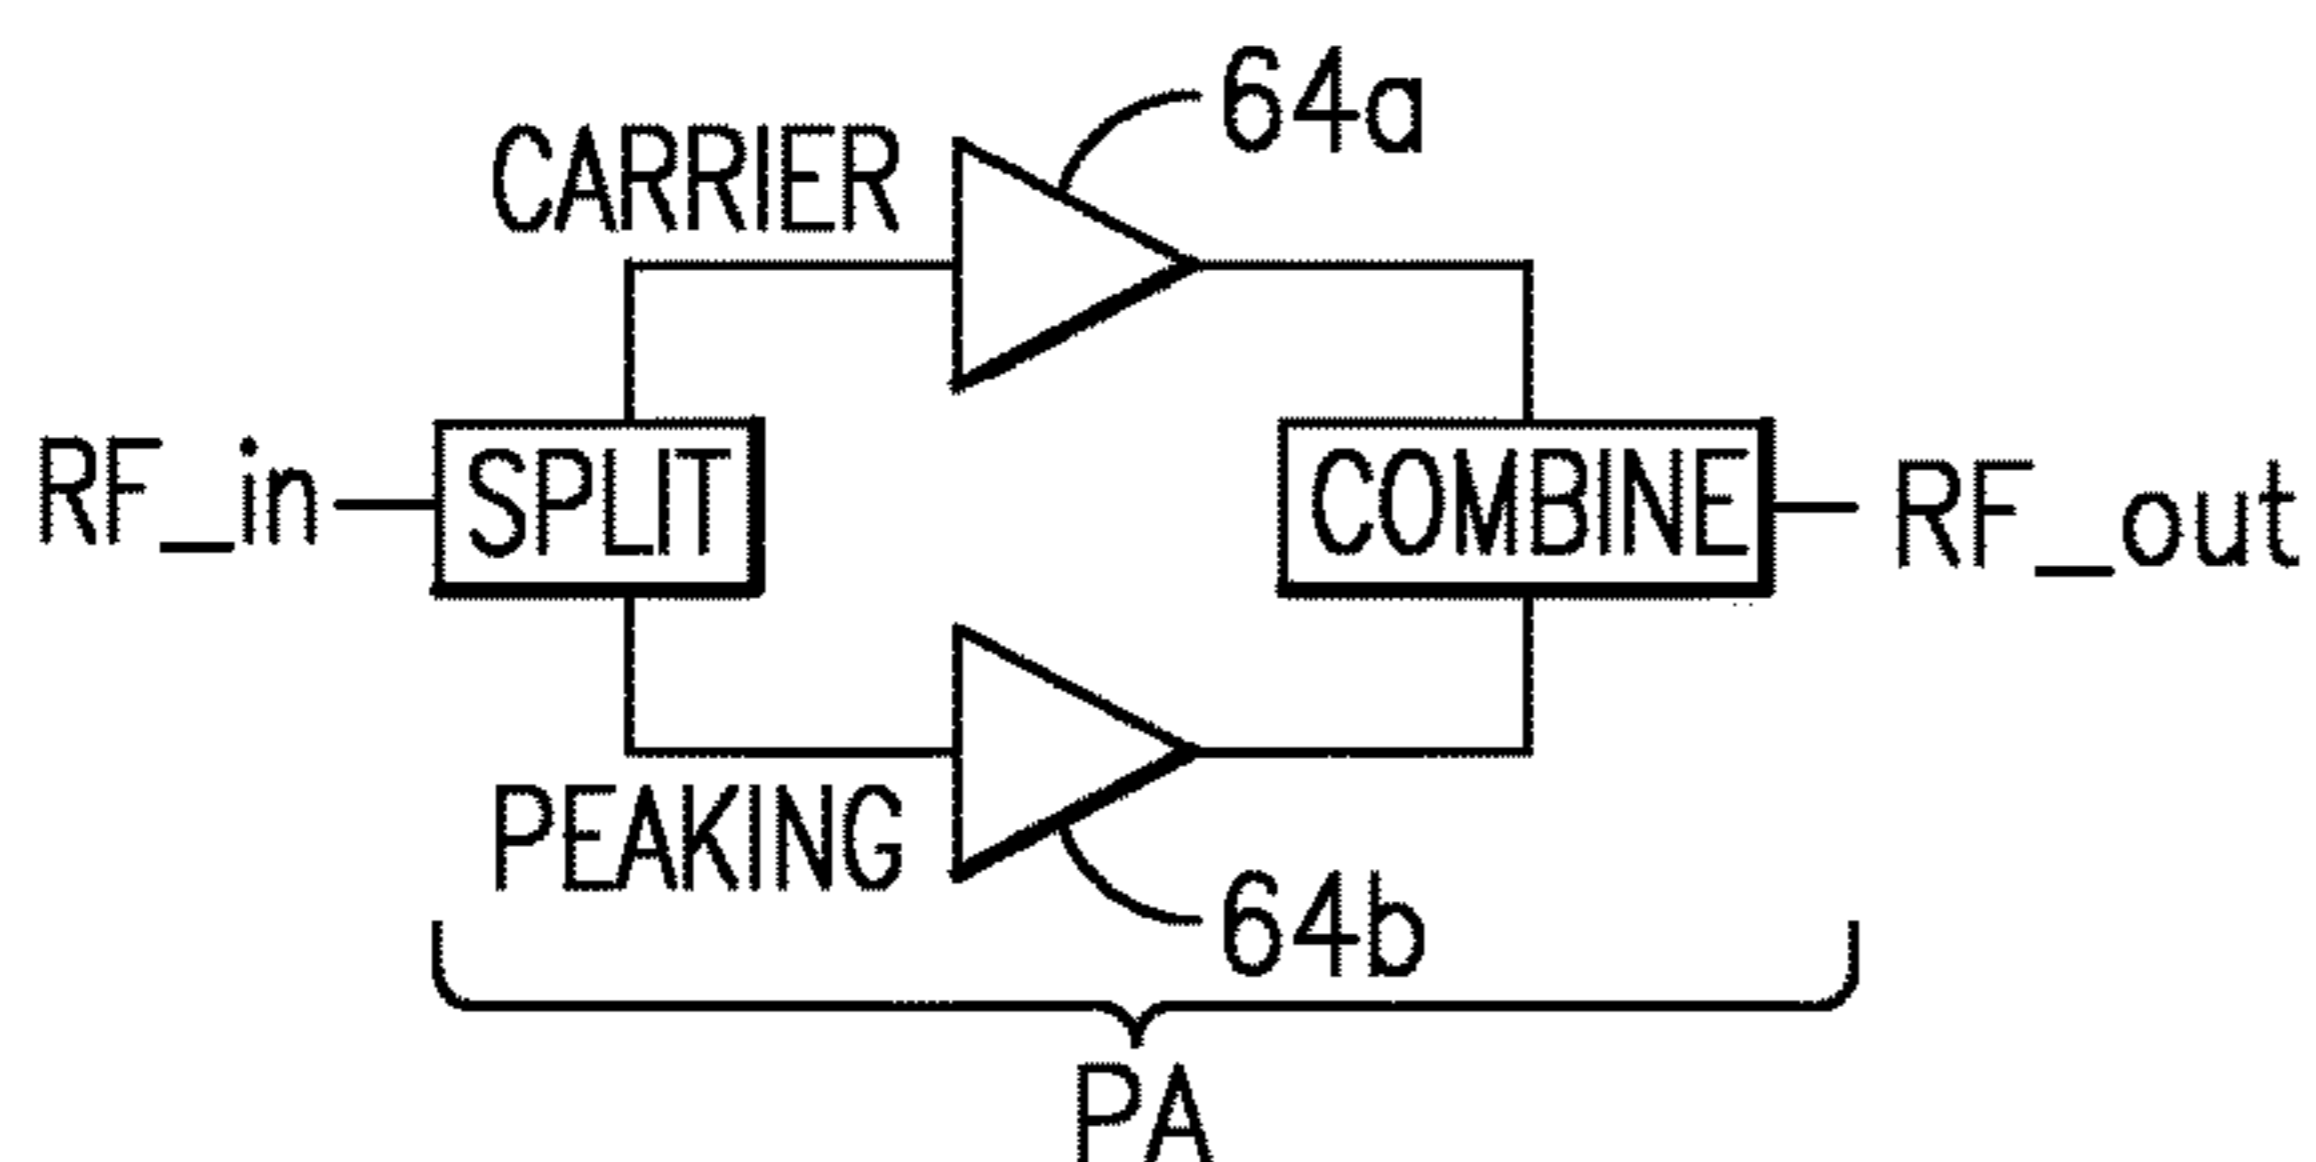 64a
CARRIER
RF_in
SPLIT
COMBINE
RF_out
PEAKING
64b
PA